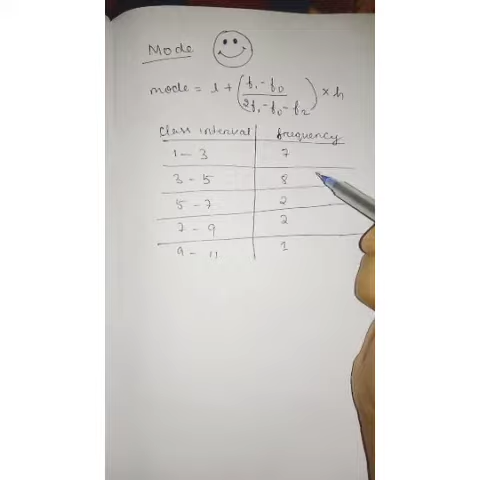 Mode
mode = l + (f₁ - f₀ / 2f₁ - f₀ - f₂) × h
class interval frequency
1 - 3 7
3 - 5 8
5 - 7 2
7 - 9 2
9 - 11 1